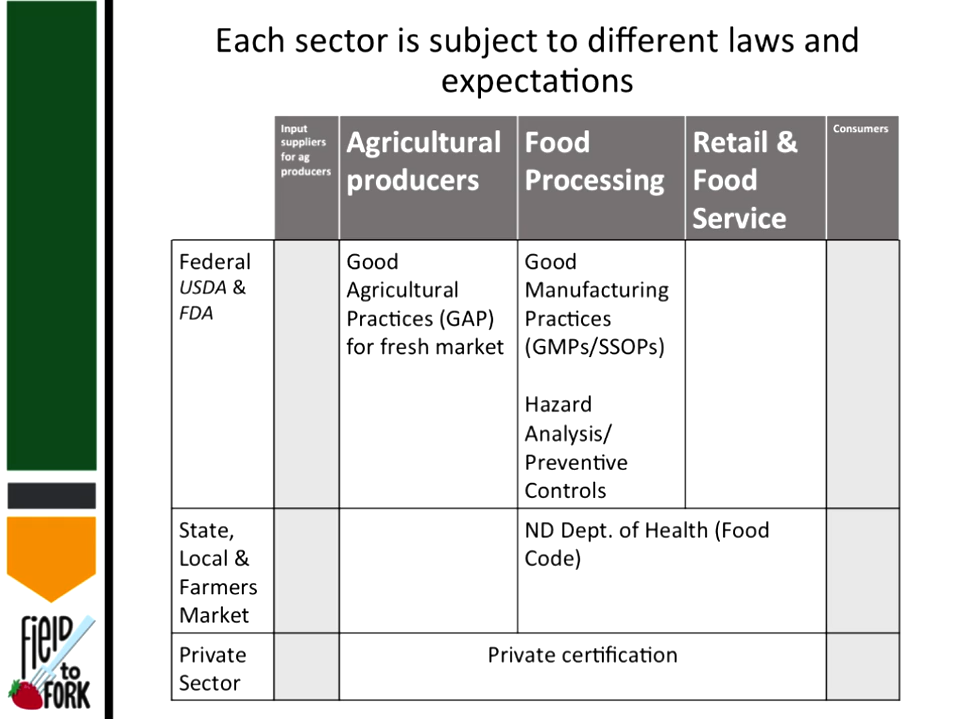 Each sector is subject to different laws and
expectations
Input
suppliers
for ag
producers
Agricultural
producers
Food
Processing
Retail &
Food
Service
Consumers
Federal
USDA &
FDA
Good
Agricultural
Practices (GAP)
for fresh market
Good
Manufacturing
Practices
(GMPs/SSOPs)
Hazard
Analysis/
Preventive
Controls
State,
Local &
Farmers
Market
ND Dept. of Health (Food
Code)
Private
Sector
Private certification
FiELD
to
FORK